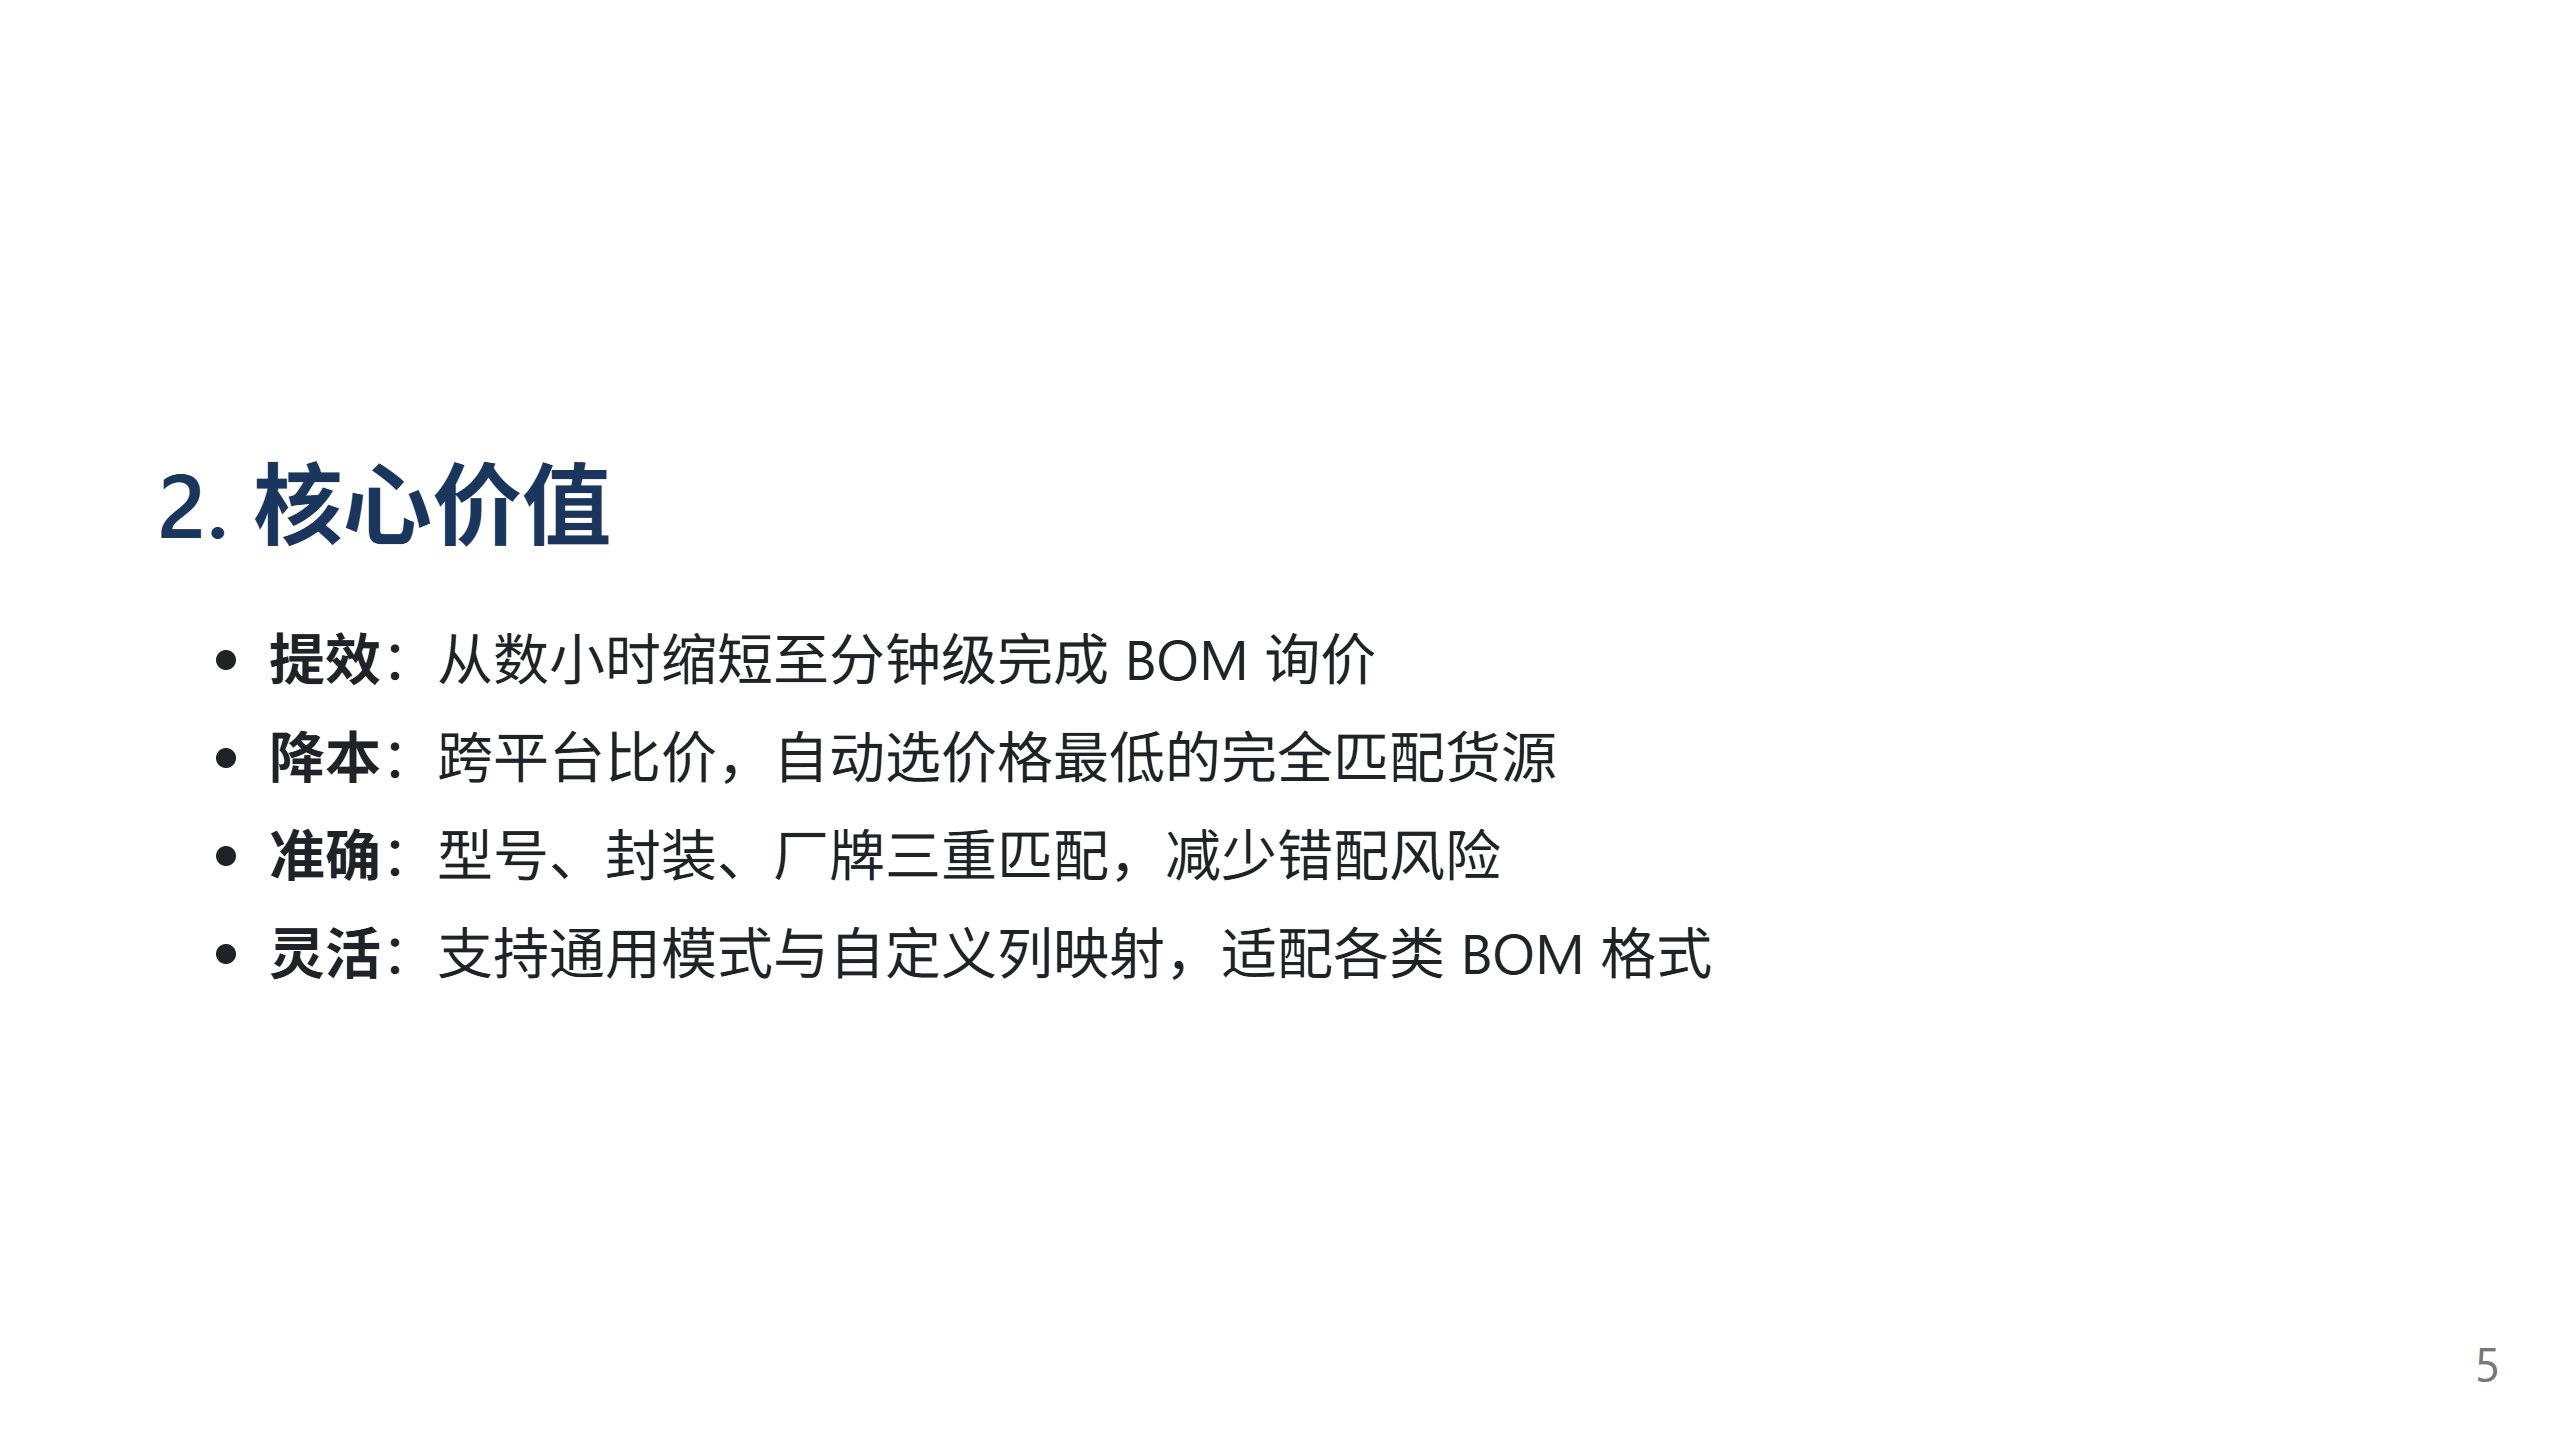 2. 核心价值
• 提效：从数小时缩短至分钟级完成 BOM 询价
• 降本：跨平台比价，自动选价格最低的完全匹配货源
• 准确：型号、封装、厂牌三重匹配，减少错配风险
• 灵活：支持通用模式与自定义列映射，适配各类 BOM 格式
5